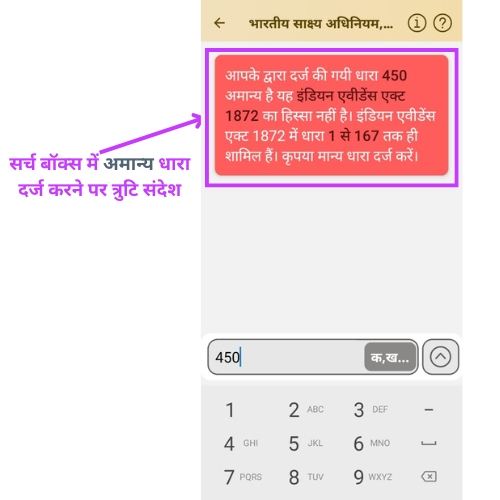 भारतीय साक्ष्य अधिनियम,...
आपके द्वारा दर्ज की गयी धारा 450
अमान्य है यह इंडियन एवीडेंस एक्ट
1872 का हिस्सा नहीं है। इंडियन एवीडेंस
एक्ट 1872 में धारा 1 से 167 तक ही
शामिल हैं। कृपया मान्य धारा दर्ज करें।
सर्च बॉक्स में अमान्य धारा
दर्ज करने पर त्रुटि संदेश
450
क,ख...
1 2 ABC 3 DEF –
4 GHI 5 JKL 6 MNO
7 PQRS 8 TUV 9 WXYZ